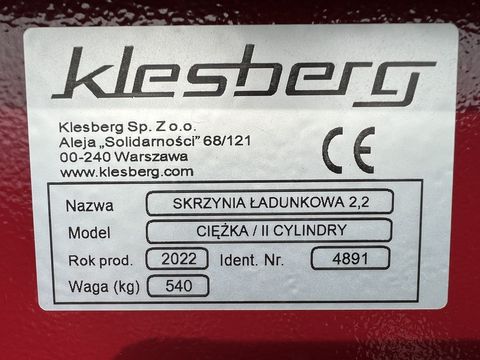 klesberg
Klesberg Sp. Z o.o.
Aleja „Solidarności” 68/121
00-240 Warszawa
www.klesberg.com
CE
Nazwa SKRZYNIA ŁADUNKOWA 2,2
Model CIĘŻKA / II CYLINDRY
Rok prod. 2022 Ident. Nr. 4891
Waga (kg) 540